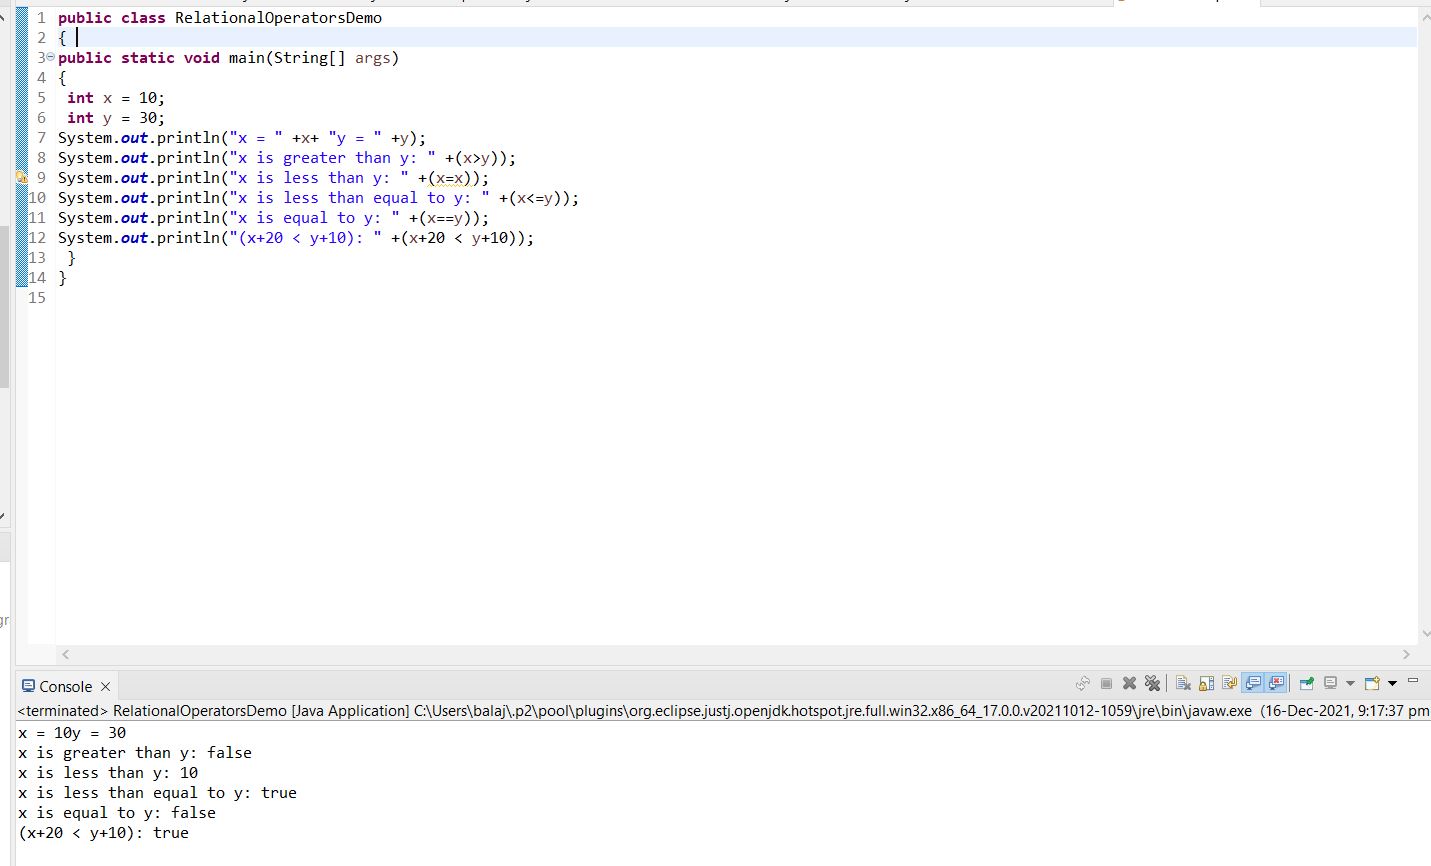 1 public class RelationalOperatorsDemo
2 {
3 public static void main(String[] args)
4 {
5 int x = 10;
6 int y = 30;
7 System.out.println("x = " +x+ "y = " +y);
8 System.out.println("x is greater than y: " +(x>y));
9 System.out.println("x is less than y: " +(x=x));
10 System.out.println("x is less than equal to y: " +(x<=y));
11 System.out.println("x is equal to y: " +(x==y));
12 System.out.println("(x+20 < y+10): " +(x+20 < y+10));
13 }
14 }
15
Console
<terminated> RelationalOperatorsDemo [Java Application] C:\Users\balaj\.p2\pool\plugins\org.eclipse.justj.openjdk.hotspot.jre.full.win32.x86_64_17.0.0.v20211012-1059\jre\bin\javaw.exe (16-Dec-2021, 9:17:37 pm
x = 10y = 30
x is greater than y: false
x is less than y: 10
x is less than equal to y: true
x is equal to y: false
(x+20 < y+10): true